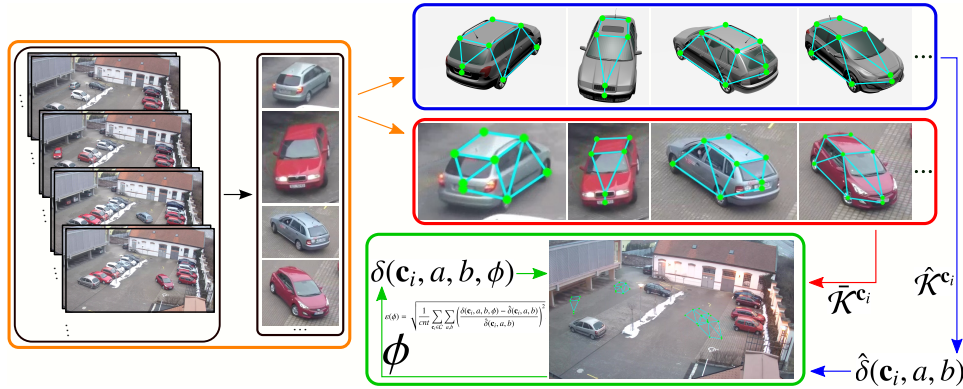 δ(c_i, a, b, ϕ)
ε(ϕ) = √(1/cnt ∑_{c_i∈C} ∑_{a,b} ((δ(c_i, a, b, ϕ) − δ̂(c_i, a, b)) / δ̂(c_i, a, b))²)
ϕ
𝒦̄^{c_i}
𝒦̂^{c_i}
δ̂(c_i, a, b)